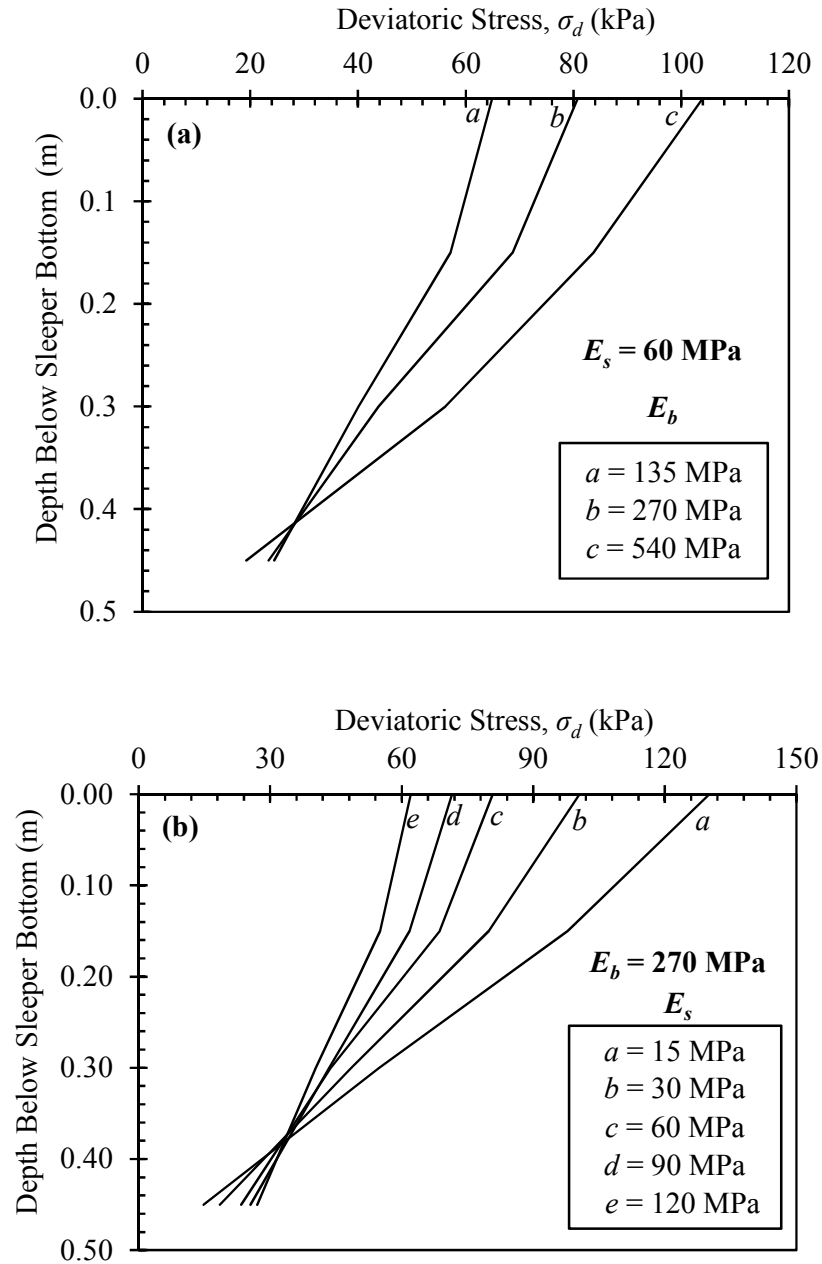 Deviatoric Stress, σd (kPa)
0 20 40 60 80 100 120
0.0
0.1
0.2
0.3
0.4
0.5
Depth Below Sleeper Bottom (m)
(a)
a b c
Es = 60 MPa
Eb
a = 135 MPa
b = 270 MPa
c = 540 MPa
Deviatoric Stress, σd (kPa)
0 30 60 90 120 150
0.00
0.10
0.20
0.30
0.40
0.50
Depth Below Sleeper Bottom (m)
(b)
e d c b a
Eb = 270 MPa
Es
a = 15 MPa
b = 30 MPa
c = 60 MPa
d = 90 MPa
e = 120 MPa